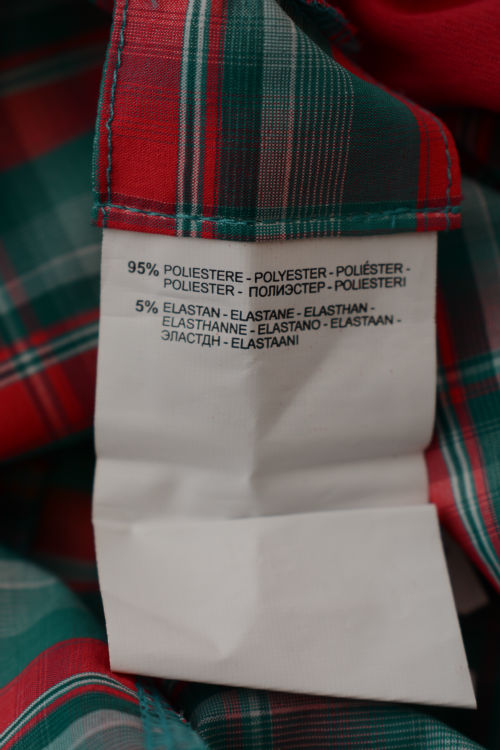 95% POLIESTERE - POLYESTER - POLIÉSTER -
POLIESTER - ПОЛИЭСТЕР - POLIESTERI
5% ELASTAN - ELASTANE - ELASTHAN -
ELASTHANNE - ELASTANO - ELASTAAN -
ЭЛАСТДН - ELASTAANI